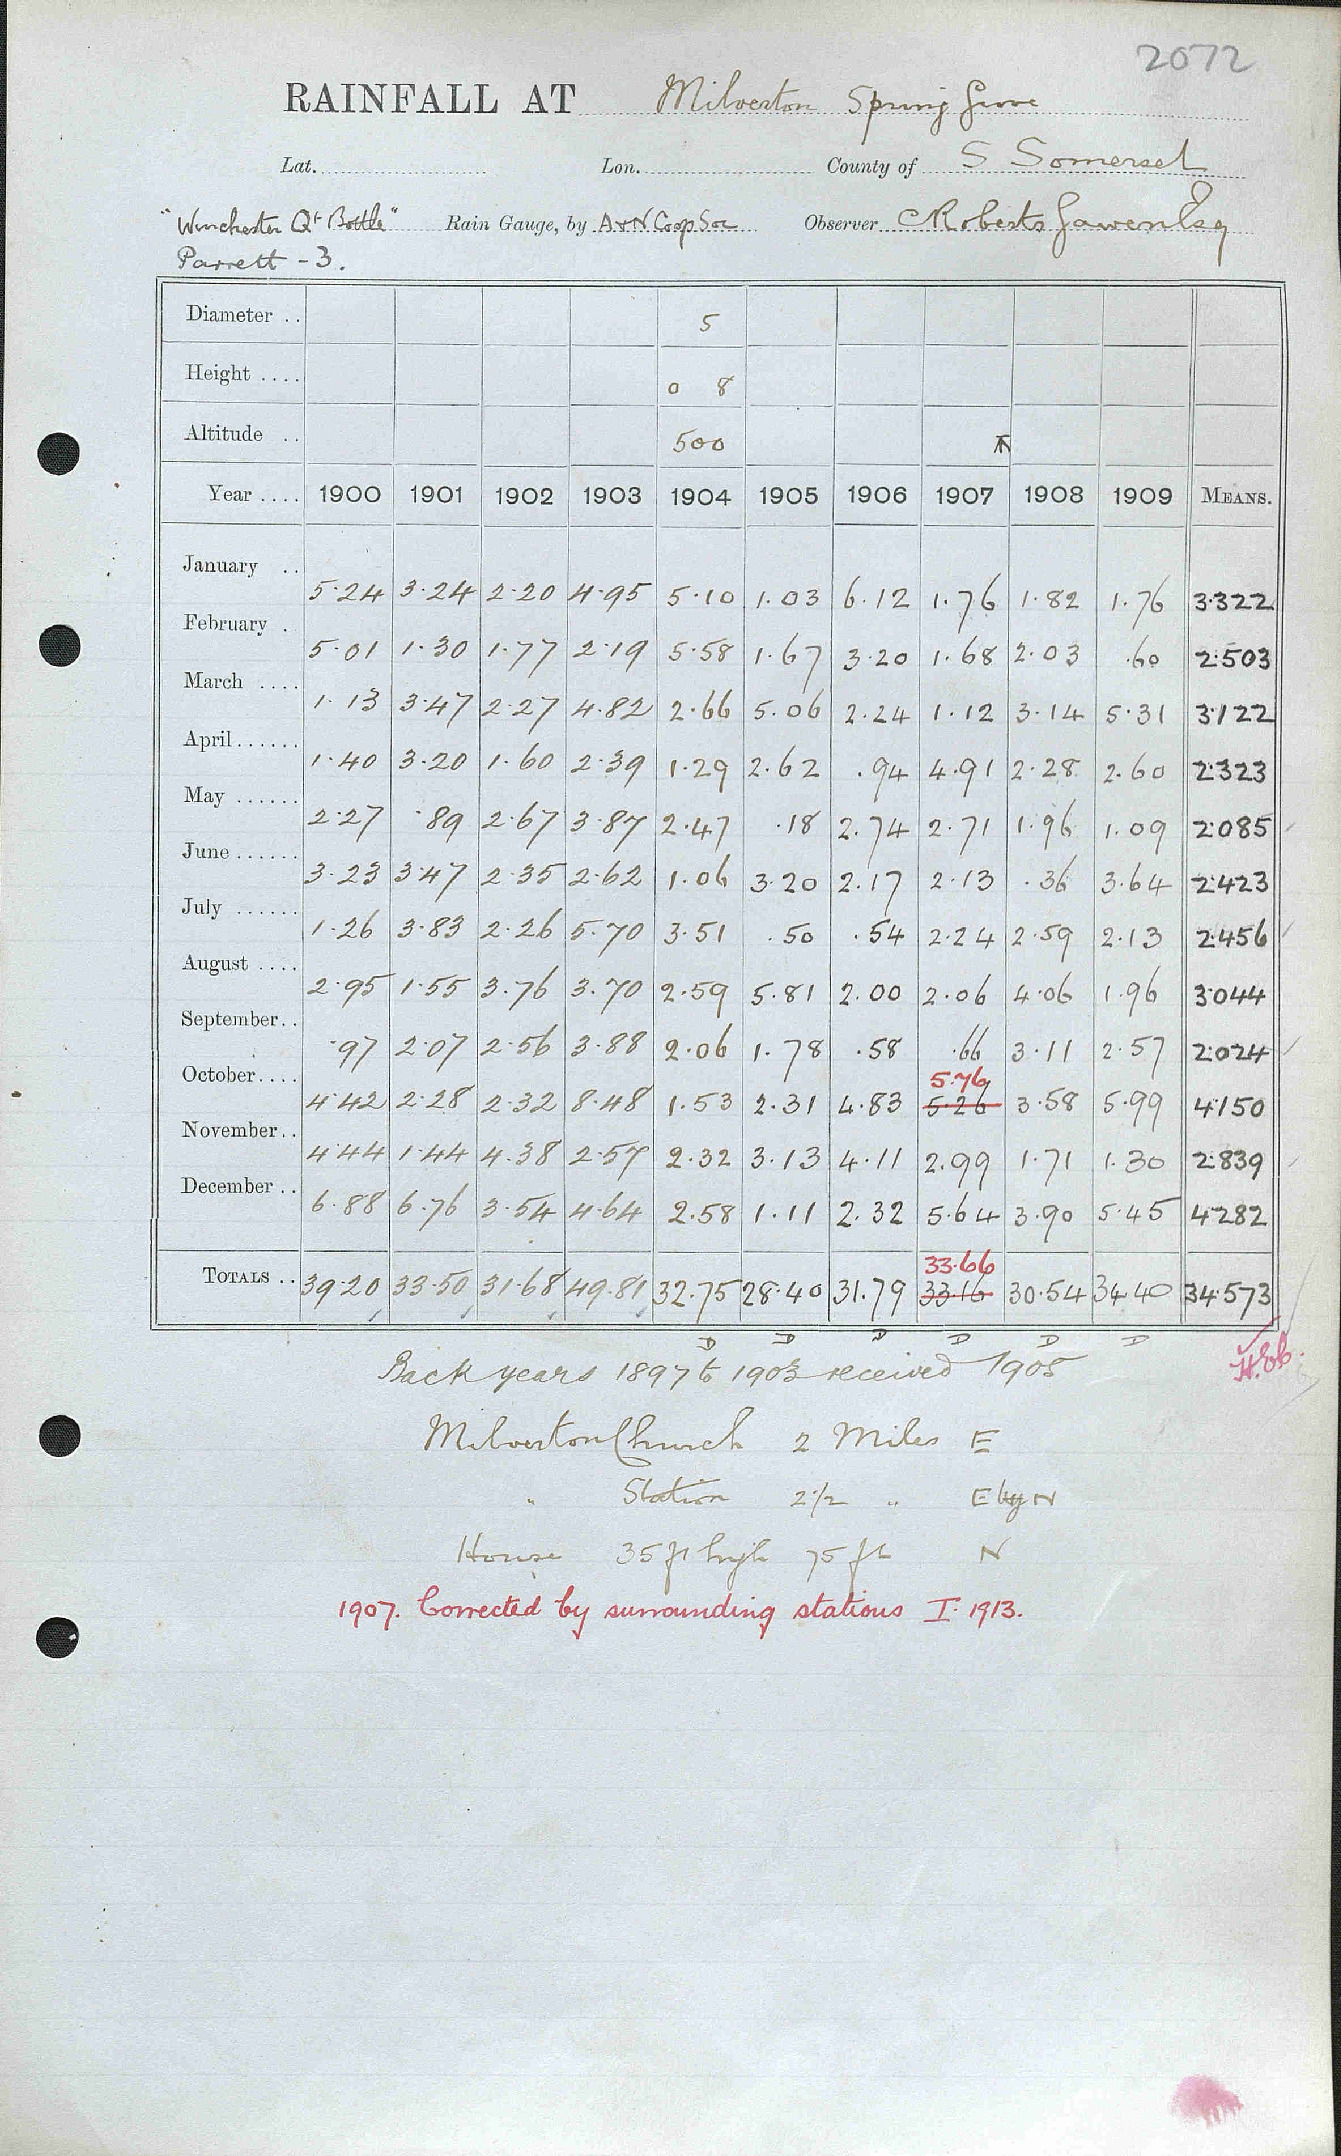 2072
RAINFALL AT Milverton Spring Grove
Lat. Lon. County of S Somerset
"Winchester Qt Bottle" Rain Gauge, by A & N Coop Soc Observer C Roberts Gawen Esq
Parrett - 3.
Diameter .. 5
Height .... 0 8
Altitude .. 500
Year .... 1900 1901 1902 1903 1904 1905 1906 1907 1908 1909 MEANS.
January .. 5.24 3.24 2.20 4.95 5.10 1.03 6.12 1.76 1.82 1.76 3.322
February . 5.01 1.30 1.77 2.19 5.58 1.67 3.20 1.68 2.03 .60 2.503
March .... 1.13 3.47 2.27 4.82 2.66 5.06 2.24 1.12 3.14 5.31 3.122
April...... 1.40 3.20 1.60 2.39 1.29 2.62 .94 4.91 2.28 2.60 2.323
May ...... 2.27 .89 2.67 3.87 2.47 .18 2.74 2.71 1.96 1.09 2.085
June ...... 3.23 3.47 2.35 2.62 1.06 3.20 2.17 2.13 .36 3.64 2.423
July ...... 1.26 3.83 2.26 5.70 3.51 .50 .54 2.24 2.59 2.13 2.456
August .... 2.95 1.55 3.76 3.70 2.59 5.81 2.00 2.06 4.06 1.96 3.044
September.. .97 2.07 2.56 3.88 2.06 1.78 .58 .66 3.11 2.57 2.024
5.76
October.... 4.42 2.28 2.32 8.48 1.53 2.31 4.83 5.26 3.58 5.99 4.150
November.. 4.44 1.44 4.38 2.57 2.32 3.13 4.11 2.99 1.71 1.30 2.839
December .. 6.88 6.76 3.54 4.64 2.58 1.11 2.32 5.64 3.90 5.45 4.282
33.66
TOTALS .. 39.20 33.50 31.68 49.81 32.75 28.40 31.79 33.16 30.54 34.40 34.573
D D D D D D
Back years 1897 to 1903 received 1905
Milverton Church 2 Miles E
" Station 2½ " E by N
House 35 ft high 75 ft N
1907. Corrected by surrounding stations I. 1913.